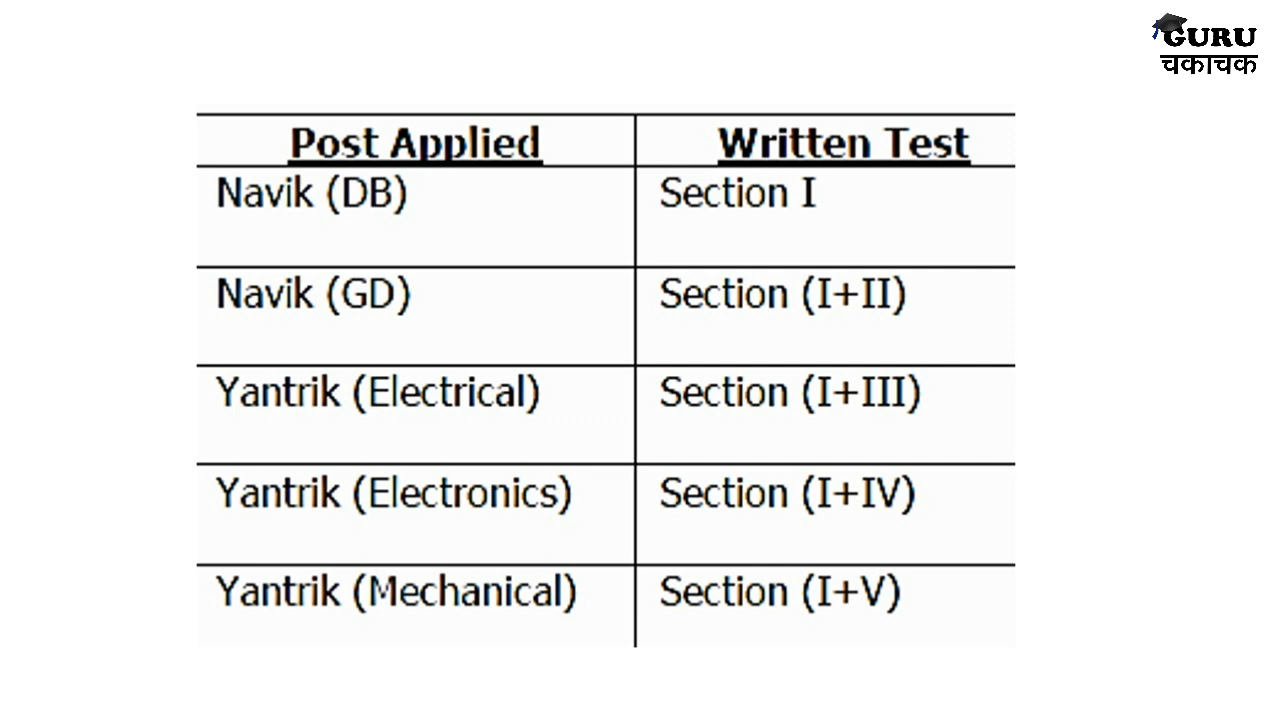 GURU
चकाचक
Post Applied Written Test
Navik (DB) Section I
Navik (GD) Section (I+II)
Yantrik (Electrical) Section (I+III)
Yantrik (Electronics) Section (I+IV)
Yantrik (Mechanical) Section (I+V)